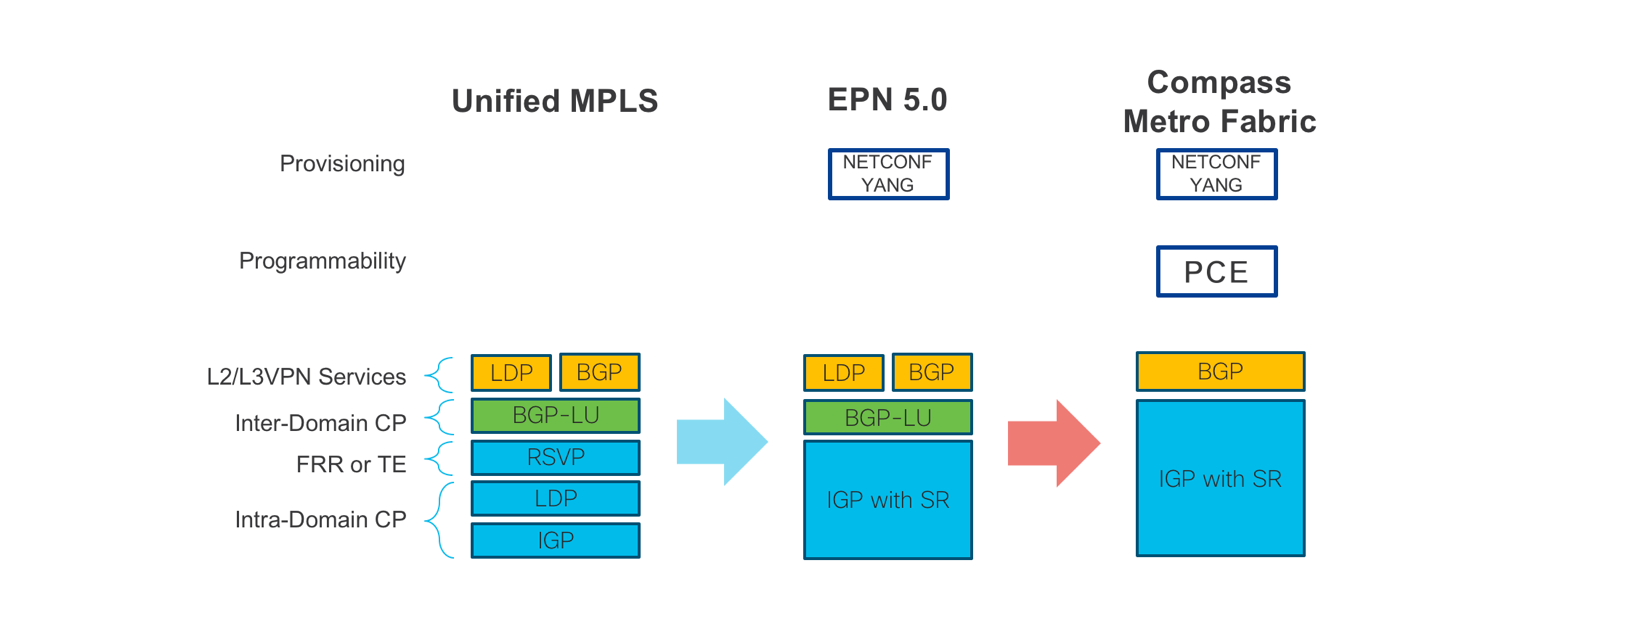 Unified MPLS
EPN 5.0
Compass
Metro Fabric
Provisioning
NETCONF
YANG
NETCONF
YANG
Programmability
PCE
L2/L3VPN Services
LDP
BGP
LDP
BGP
BGP
Inter-Domain CP
BGP-LU
BGP-LU
FRR or TE
RSVP
Intra-Domain CP
LDP
IGP
IGP with SR
IGP with SR